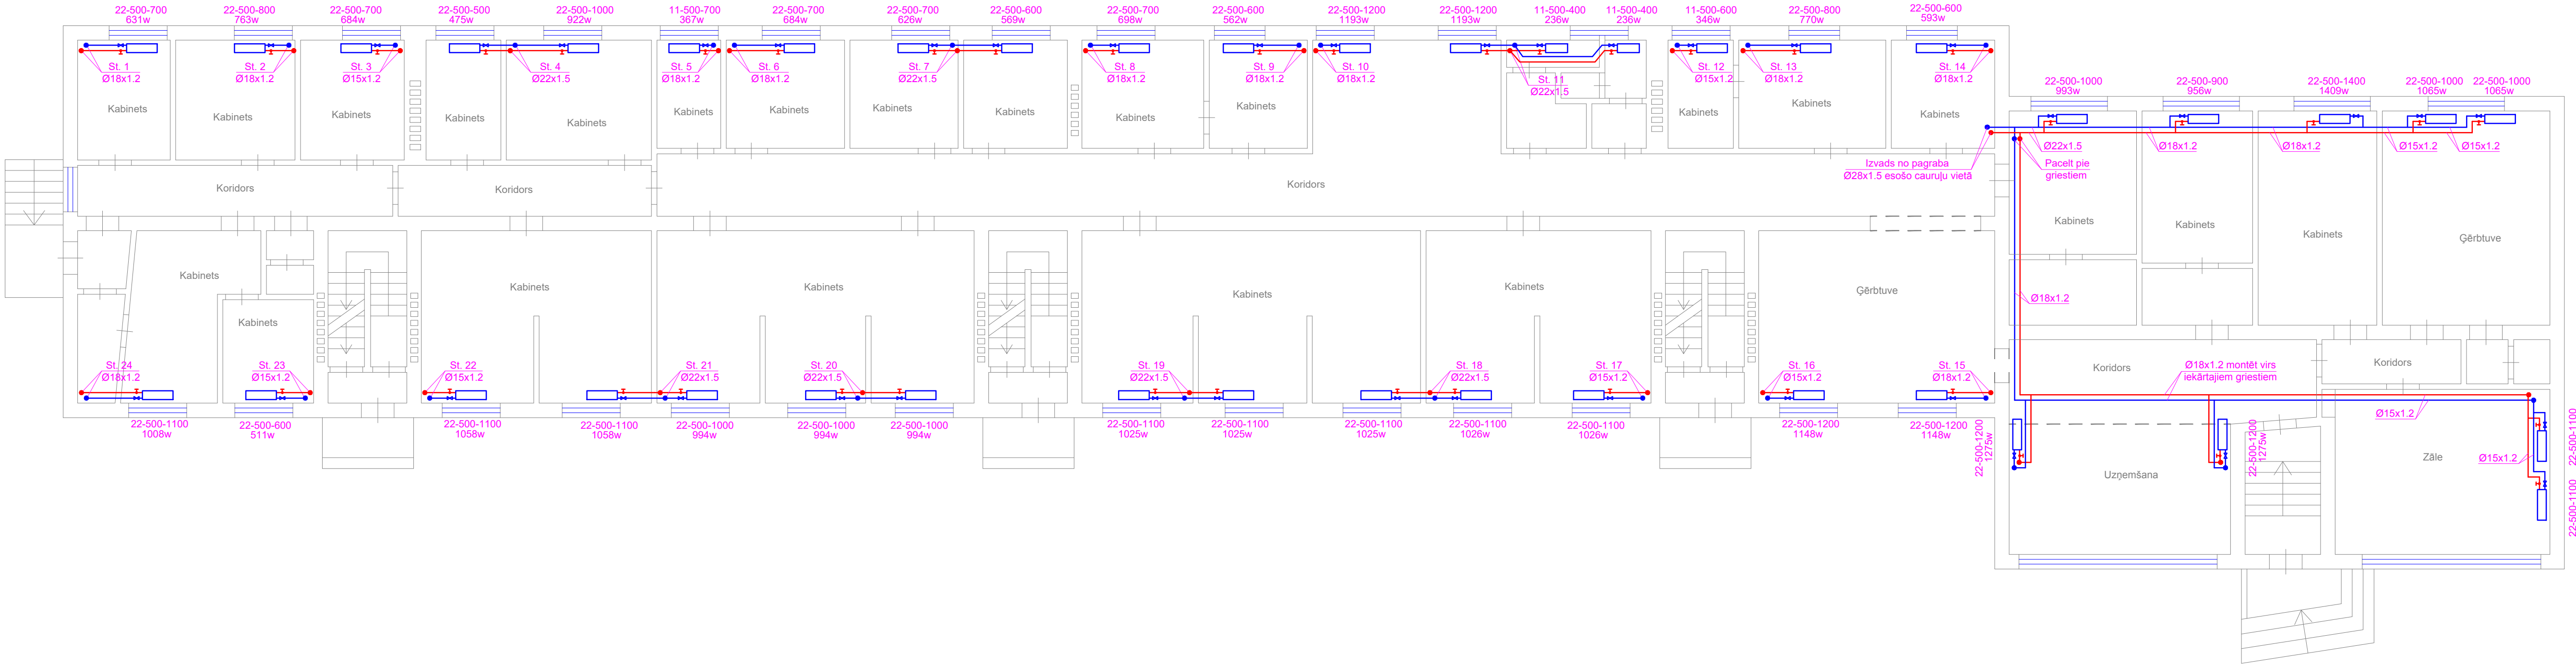 22-500-700
631w
22-500-800
763w
22-500-700
684w
22-500-500
475w
22-500-1000
922w
11-500-700
367w
22-500-700
684w
22-500-700
626w
22-500-600
569w
22-500-700
698w
22-500-600
562w
22-500-1200
1193w
22-500-1200
1193w
11-500-400
236w
11-500-400
236w
11-500-600
346w
22-500-800
770w
22-500-600
593w
St. 1
Ø18x1.2
St. 2
Ø18x1.2
St. 3
Ø15x1.2
St. 4
Ø22x1.5
St. 5
Ø18x1.2
St. 6
Ø18x1.2
St. 7
Ø22x1.5
St. 8
Ø18x1.2
St. 9
Ø18x1.2
St. 10
Ø18x1.2
St. 11
Ø22x1.5
St. 12
Ø15x1.2
St. 13
Ø18x1.2
St. 14
Ø18x1.2
22-500-1000
993w
22-500-900
956w
22-500-1400
1409w
22-500-1000
1065w
22-500-1000
1065w
Kabinets
Kabinets
Kabinets
Kabinets
Kabinets
Kabinets
Kabinets
Kabinets
Kabinets
Kabinets
Kabinets
Kabinets
Kabinets
Kabinets
Ø22x1.5
Ø18x1.2
Ø18x1.2
Ø15x1.2
Ø15x1.2
Izvads no pagraba
Ø28x1.5 esošo cauruļu vietā
Pacelt pie
griestiem
Koridors
Koridors
Koridors
Kabinets
Kabinets
Kabinets
Ģērbtuve
Kabinets
Kabinets
Kabinets
Kabinets
Kabinets
Kabinets
Ģērbtuve
Ø18x1.2
St. 24
Ø18x1.2
St. 23
Ø15x1.2
St. 22
Ø15x1.2
St. 21
Ø22x1.5
St. 20
Ø22x1.5
St. 19
Ø22x1.5
St. 18
Ø22x1.5
St. 17
Ø15x1.2
St. 16
Ø15x1.2
St. 15
Ø18x1.2
Koridors
Ø18x1.2 montēt virs
iekārtajiem griestiem
Koridors
Ø15x1.2
22-500-1100
1008w
22-500-600
511w
22-500-1100
1058w
22-500-1100
1058w
22-500-1000
994w
22-500-1000
994w
22-500-1000
994w
22-500-1100
1025w
22-500-1100
1025w
22-500-1100
1025w
22-500-1100
1026w
22-500-1100
1026w
22-500-1200
1148w
22-500-1200
1148w
22-500-1200
1275w
22-500-1200
1275w
Uzņemšana
Zāle
Ø15x1.2
22-500-1100
22-500-1100